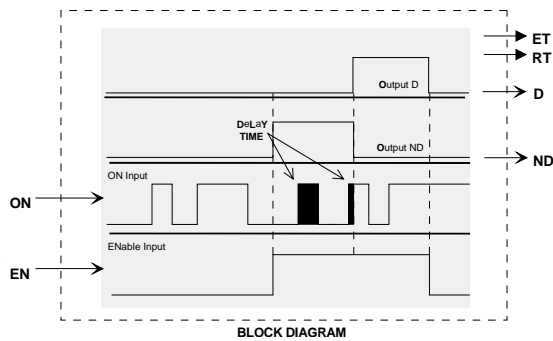 ET
RT
Output D
D
DeLaY
TIME
Output ND
ND
ON Input
ON
ENable Input
EN
BLOCK DIAGRAM